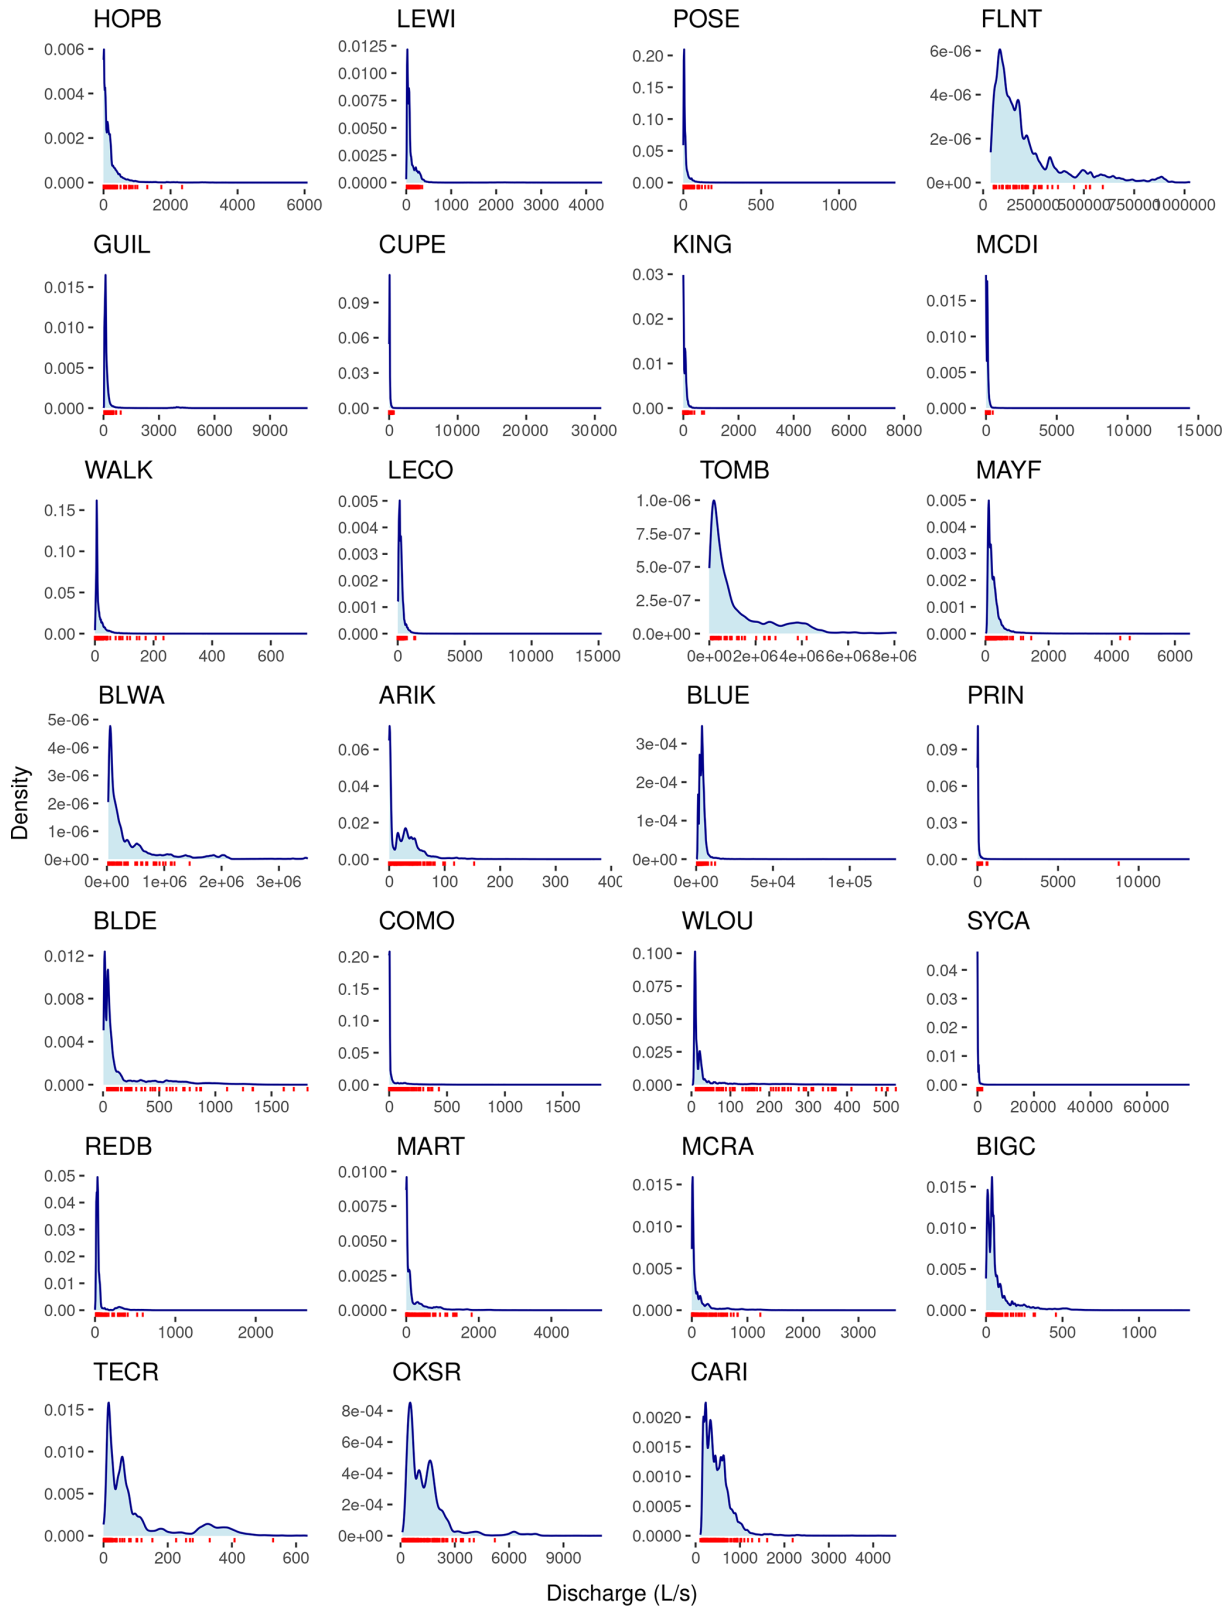 HOPB LEWI POSE FLNT
0.006 0.004 0.002 0.000
0 2000 4000 6000
0.0125 0.0100 0.0075 0.0050 0.0025 0.000
0 1000 2000 3000 4000
0.20 0.15 0.10 0.05 0.00
0 500 1000
6e-06 4e-06 2e-06 0e+00
0 250000 500000 750000 1000000
GUIL CUPE KING MCDI
0.015 0.010 0.005 0.000
0 3000 6000 9000
0.09 0.06 0.03 0.00
0 10000 20000 30000
0.03 0.02 0.01 0.00
0 2000 4000 6000 8000
0.015 0.010 0.005 0.000
0 5000 10000 15000
WALK LECO TOMB MAYF
0.15 0.10 0.05 0.00
0 200 400 600
0.005 0.004 0.003 0.002 0.001 0.000
0 5000 10000 15000
1.0e-06 7.5e-07 5.0e-07 2.5e-07 0.0e+00
0e+00 2e+06 4e+06 6e+06 8e+06
0.005 0.004 0.003 0.002 0.001 0.000
0 2000 4000 6000
BLWA ARIK BLUE PRIN
5e-06 4e-06 3e-06 2e-06 1e-06 0e+00
0e+00 1e+06 2e+06 3e+06
0.06 0.04 0.02 0.00
0 100 200 300 400
3e-04 2e-04 1e-04 0e+00
0e+00 5e+04 1e+05
0.09 0.06 0.03 0.00
0 5000 10000
BLDE COMO WLOU SYCA
0.012 0.008 0.004 0.000
0 500 1000 1500
0.20 0.15 0.10 0.05 0.00
0 500 1000 1500
0.100 0.075 0.050 0.025 0.000
0 100 200 300 400 500
0.04 0.03 0.02 0.01 0.00
0 20000 40000 60000
REDB MART MCRA BIGC
0.05 0.04 0.03 0.02 0.01 0.00
0 1000 2000
0.0100 0.0075 0.0050 0.0025 0.0000
0 2000 4000
0.015 0.010 0.005 0.000
0 1000 2000 3000
0.015 0.010 0.005 0.000
0 500 1000
TECR OKSR CARI
0.015 0.010 0.005 0.000
0 200 400 600
8e-04 6e-04 4e-04 2e-04 0e+00
0 3000 6000 9000
0.0020 0.0015 0.0010 0.0005 0.0000
0 1000 2000 3000 4000
Density
Discharge (L/s)